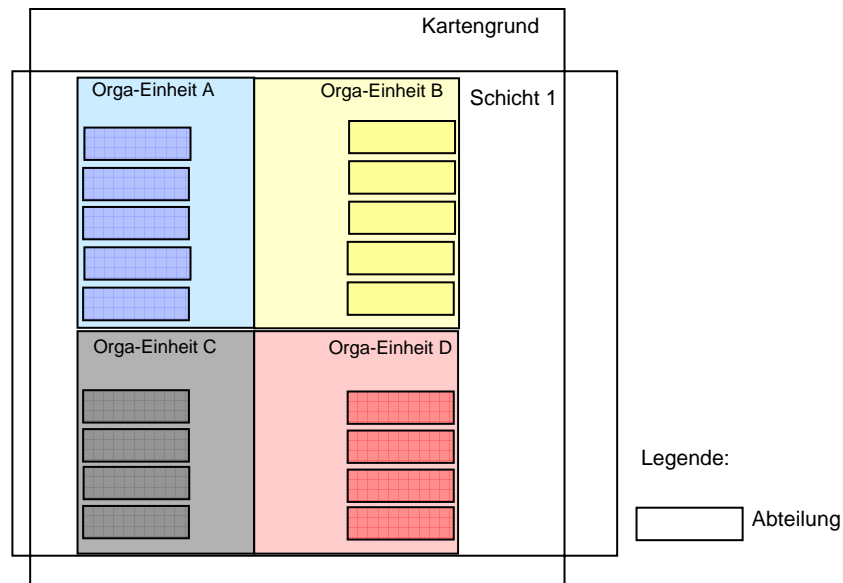 Kartengrund
Orga-Einheit A
Orga-Einheit B
Schicht 1
Orga-Einheit C
Orga-Einheit D
Legende:
Abteilung